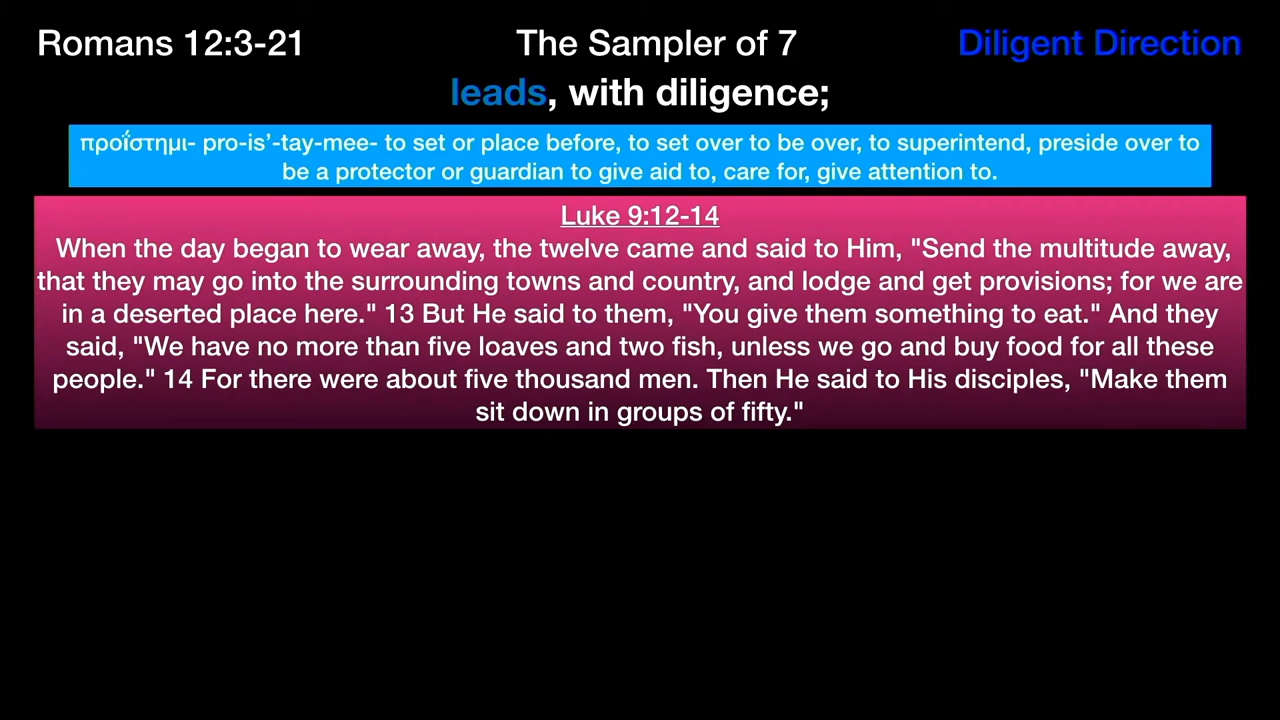 Romans 12:3-21
The Sampler of 7
Diligent Direction
leads, with diligence;
προΐστημι- pro-is’-tay-mee- to set or place before, to set over to be over, to superintend, preside over to
be a protector or guardian to give aid to, care for, give attention to.
Luke 9:12-14
When the day began to wear away, the twelve came and said to Him, "Send the multitude away,
that they may go into the surrounding towns and country, and lodge and get provisions; for we are
in a deserted place here." 13 But He said to them, "You give them something to eat." And they
said, "We have no more than five loaves and two fish, unless we go and buy food for all these
people." 14 For there were about five thousand men. Then He said to His disciples, "Make them
sit down in groups of fifty."